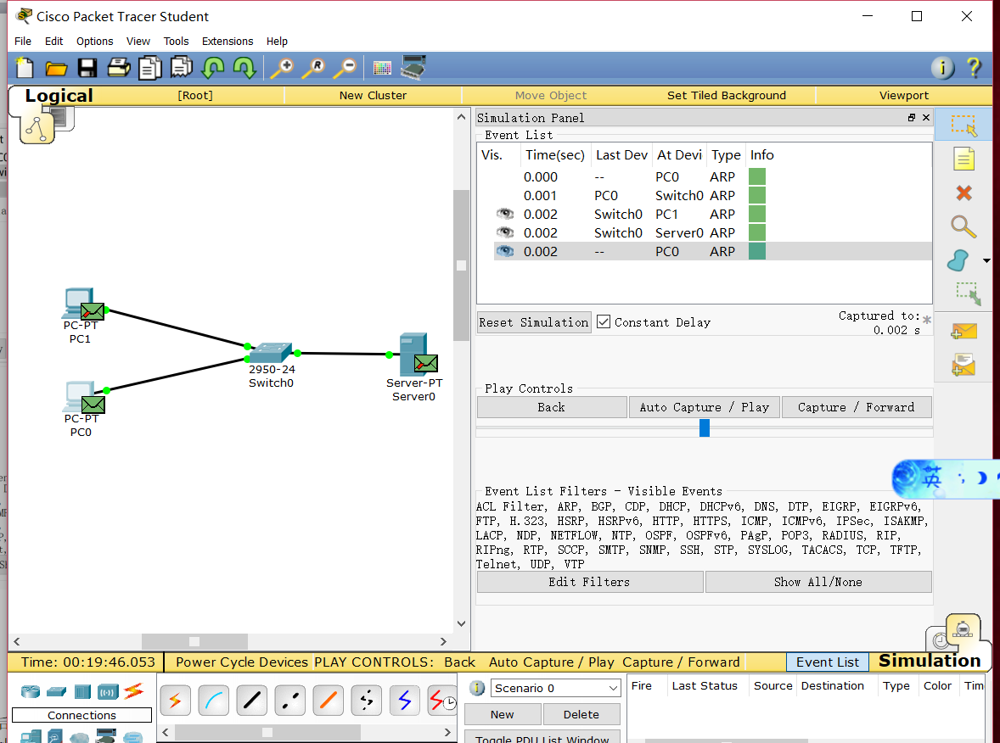 Cisco Packet Tracer Student
File Edit Options View Tools Extensions Help
Logical [Root] New Cluster Move Object Set Tiled Background Viewport
Simulation Panel
Event List
Vis. Time(sec) Last Dev At Devi Type Info
0.000 -- PC0 ARP
0.001 PC0 Switch0 ARP
0.002 Switch0 PC1 ARP
0.002 Switch0 Server0 ARP
0.002 -- PC0 ARP
PC-PT
PC1
2950-24
Switch0
Server-PT
Server0
PC-PT
PC0
Reset Simulation Constant Delay Captured to: *
0.002 s
Play Controls
Back Auto Capture / Play Capture / Forward
英
Event List Filters - Visible Events
ACL Filter, ARP, BGP, CDP, DHCP, DHCPv6, DNS, DTP, EIGRP, EIGRPv6,
FTP, H.323, HSRP, HSRPv6, HTTP, HTTPS, ICMP, ICMPv6, IPSec, ISAKMP,
LACP, NDP, NETFLOW, NTP, OSPF, OSPFv6, PAgP, POP3, RADIUS, RIP,
RIPng, RTP, SCCP, SMTP, SNMP, SSH, STP, SYSLOG, TACACS, TCP, TFTP,
Telnet, UDP, VTP
Edit Filters Show All/None
Time: 00:19:46.053 Power Cycle Devices PLAY CONTROLS: Back Auto Capture / Play Capture / Forward Event List Simulation
Connections
Scenario 0
New Delete
Toggle PDU List Window
Fire Last Status Source Destination Type Color Tim